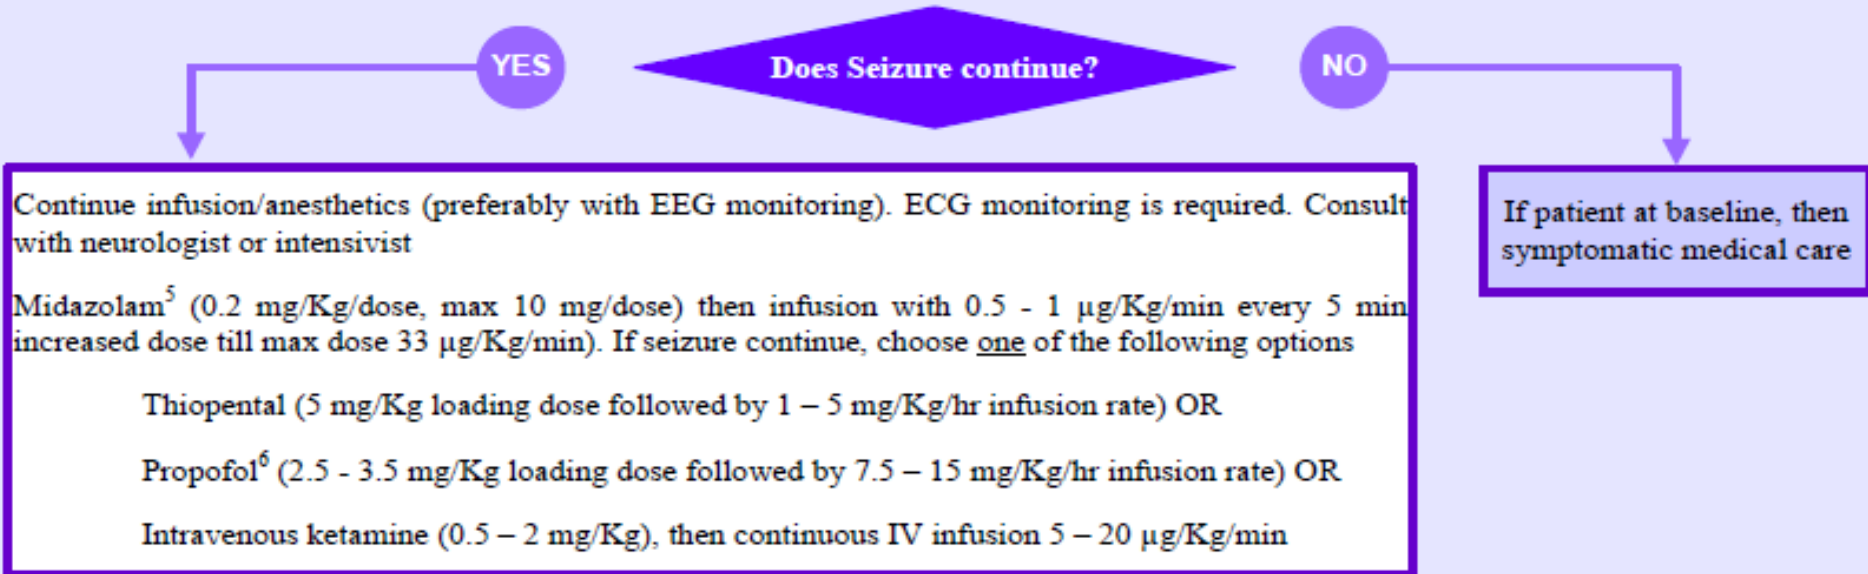 YES
Does Seizure continue?
NO
Continue infusion/anesthetics (preferably with EEG monitoring). ECG monitoring is required. Consult
with neurologist or intensivist
Midazolam⁵ (0.2 mg/Kg/dose, max 10 mg/dose) then infusion with 0.5 - 1 µg/Kg/min every 5 min
increased dose till max dose 33 µg/Kg/min). If seizure continue, choose one of the following options
Thiopental (5 mg/Kg loading dose followed by 1 – 5 mg/Kg/hr infusion rate) OR
Propofol⁶ (2.5 - 3.5 mg/Kg loading dose followed by 7.5 – 15 mg/Kg/hr infusion rate) OR
Intravenous ketamine (0.5 – 2 mg/Kg), then continuous IV infusion 5 – 20 µg/Kg/min
If patient at baseline, then
symptomatic medical care